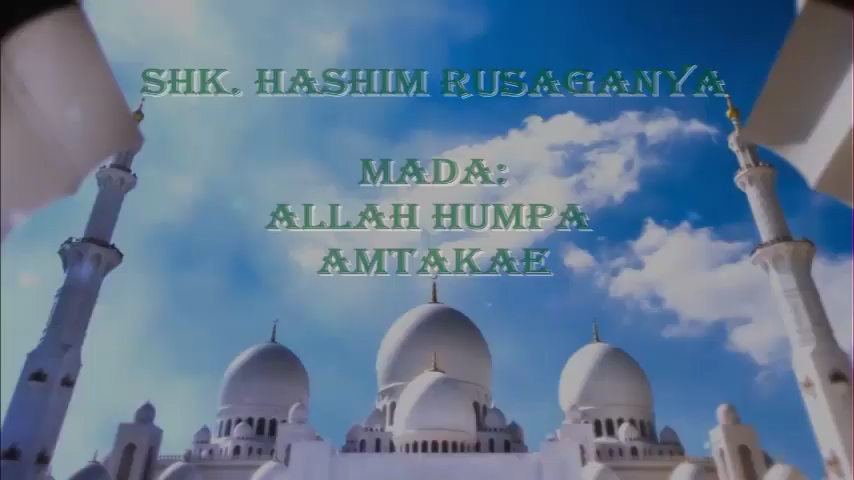 SHK. HASHIM RUSAGANYA
MADA:
ALLAH HUMPA
AMTAKAE